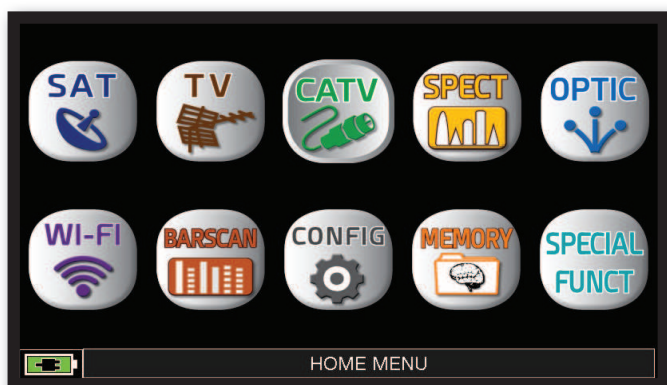 SAT
TV
CATV
SPECT
OPTIC
WI-FI
BARSCAN
CONFIG
MEMORY
SPECIAL
FUNCT
HOME MENU